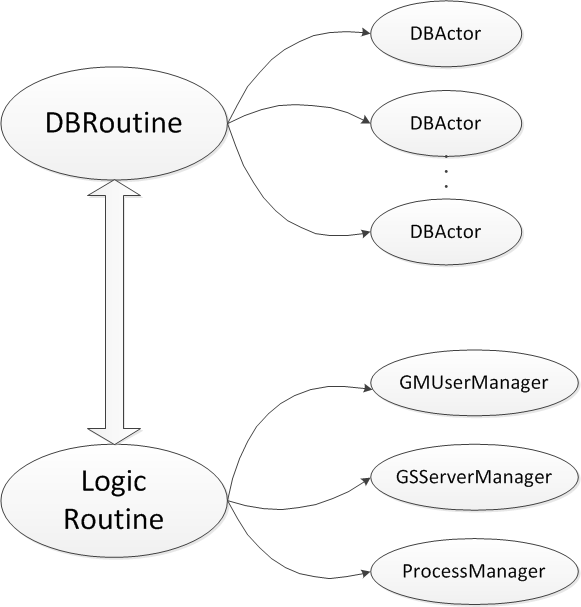 DBActor
DBRoutine
DBActor
DBActor
GMUserManager
Logic
Routine
GSServerManager
ProcessManager